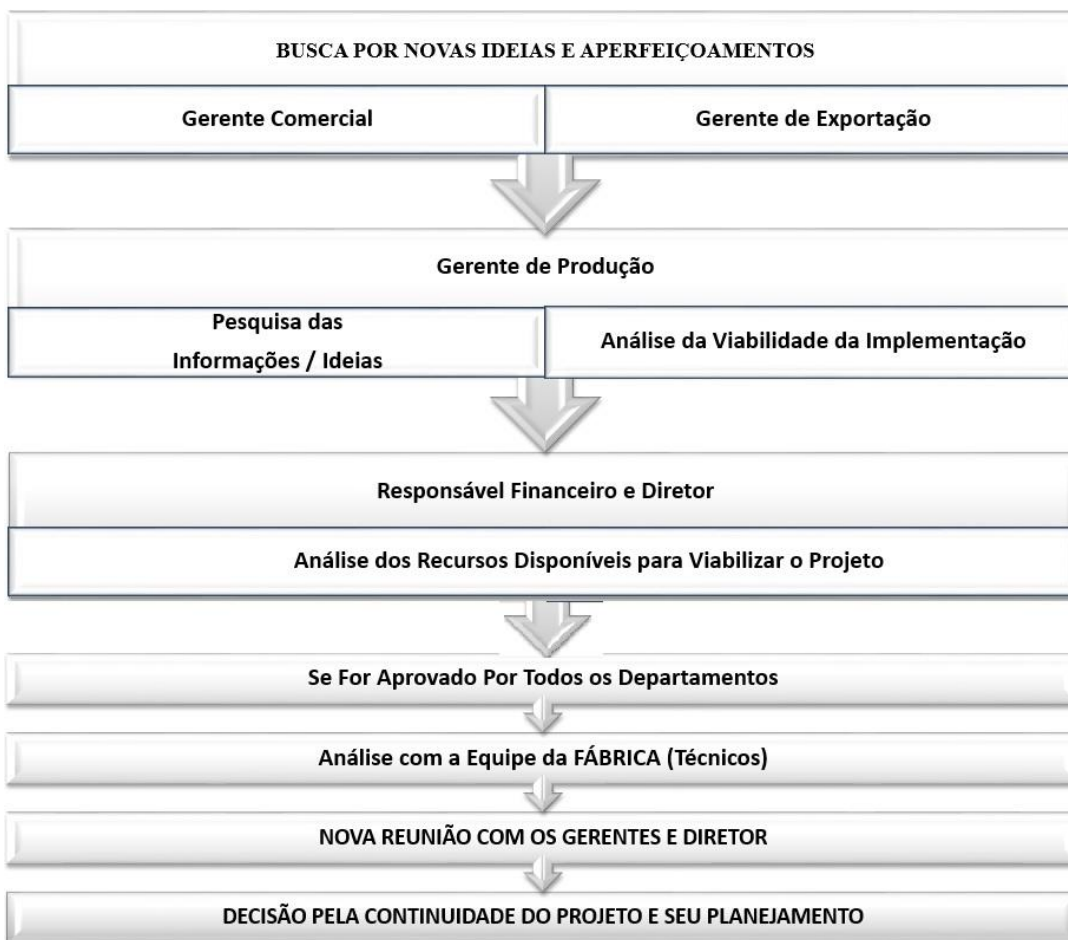 BUSCA POR NOVAS IDEIAS E APERFEIÇOAMENTOS
Gerente Comercial
Gerente de Exportação
Gerente de Produção
Pesquisa das
Informações / Ideias
Análise da Viabilidade da Implementação
Responsável Financeiro e Diretor
Análise dos Recursos Disponíveis para Viabilizar o Projeto
Se For Aprovado Por Todos os Departamentos
Análise com a Equipe da FÁBRICA (Técnicos)
NOVA REUNIÃO COM OS GERENTES E DIRETOR
DECISÃO PELA CONTINUIDADE DO PROJETO E SEU PLANEJAMENTO